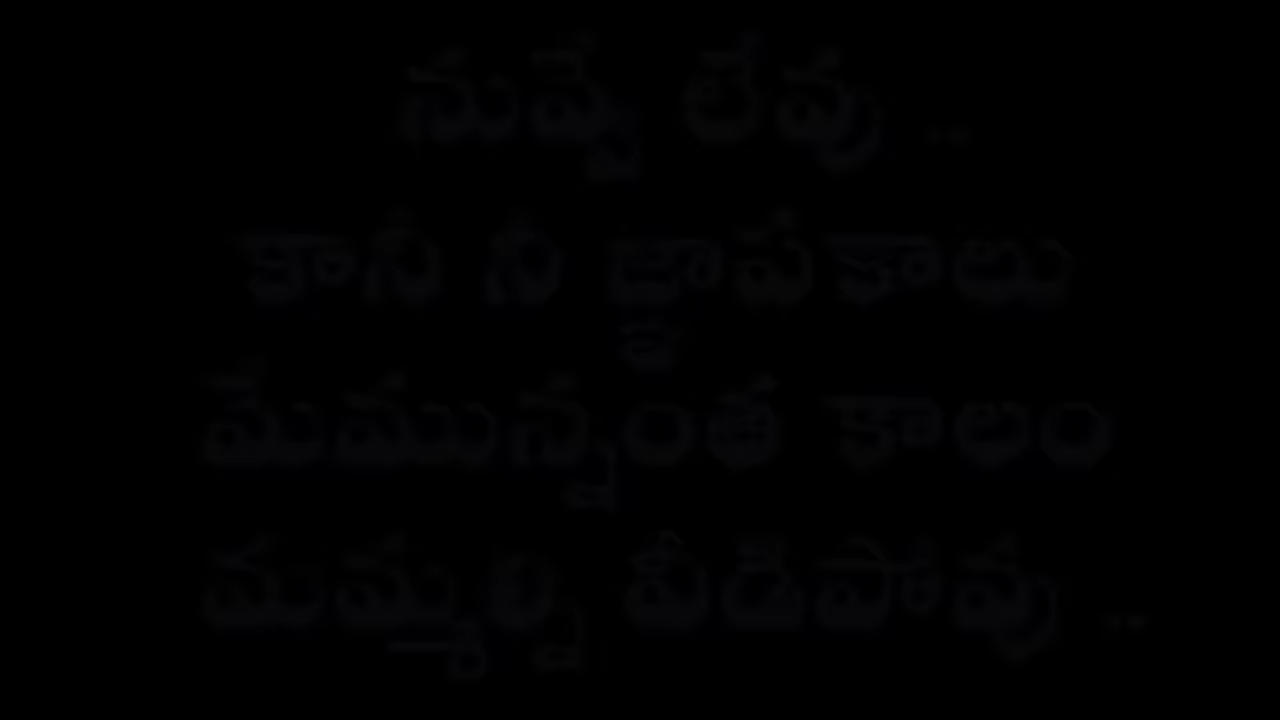 నువ్వే లేవు ..
కాని నీ జ్ఞాపకాలు
మేమున్నంత కాలం
మమ్మల్ని వీడిపోవు ..